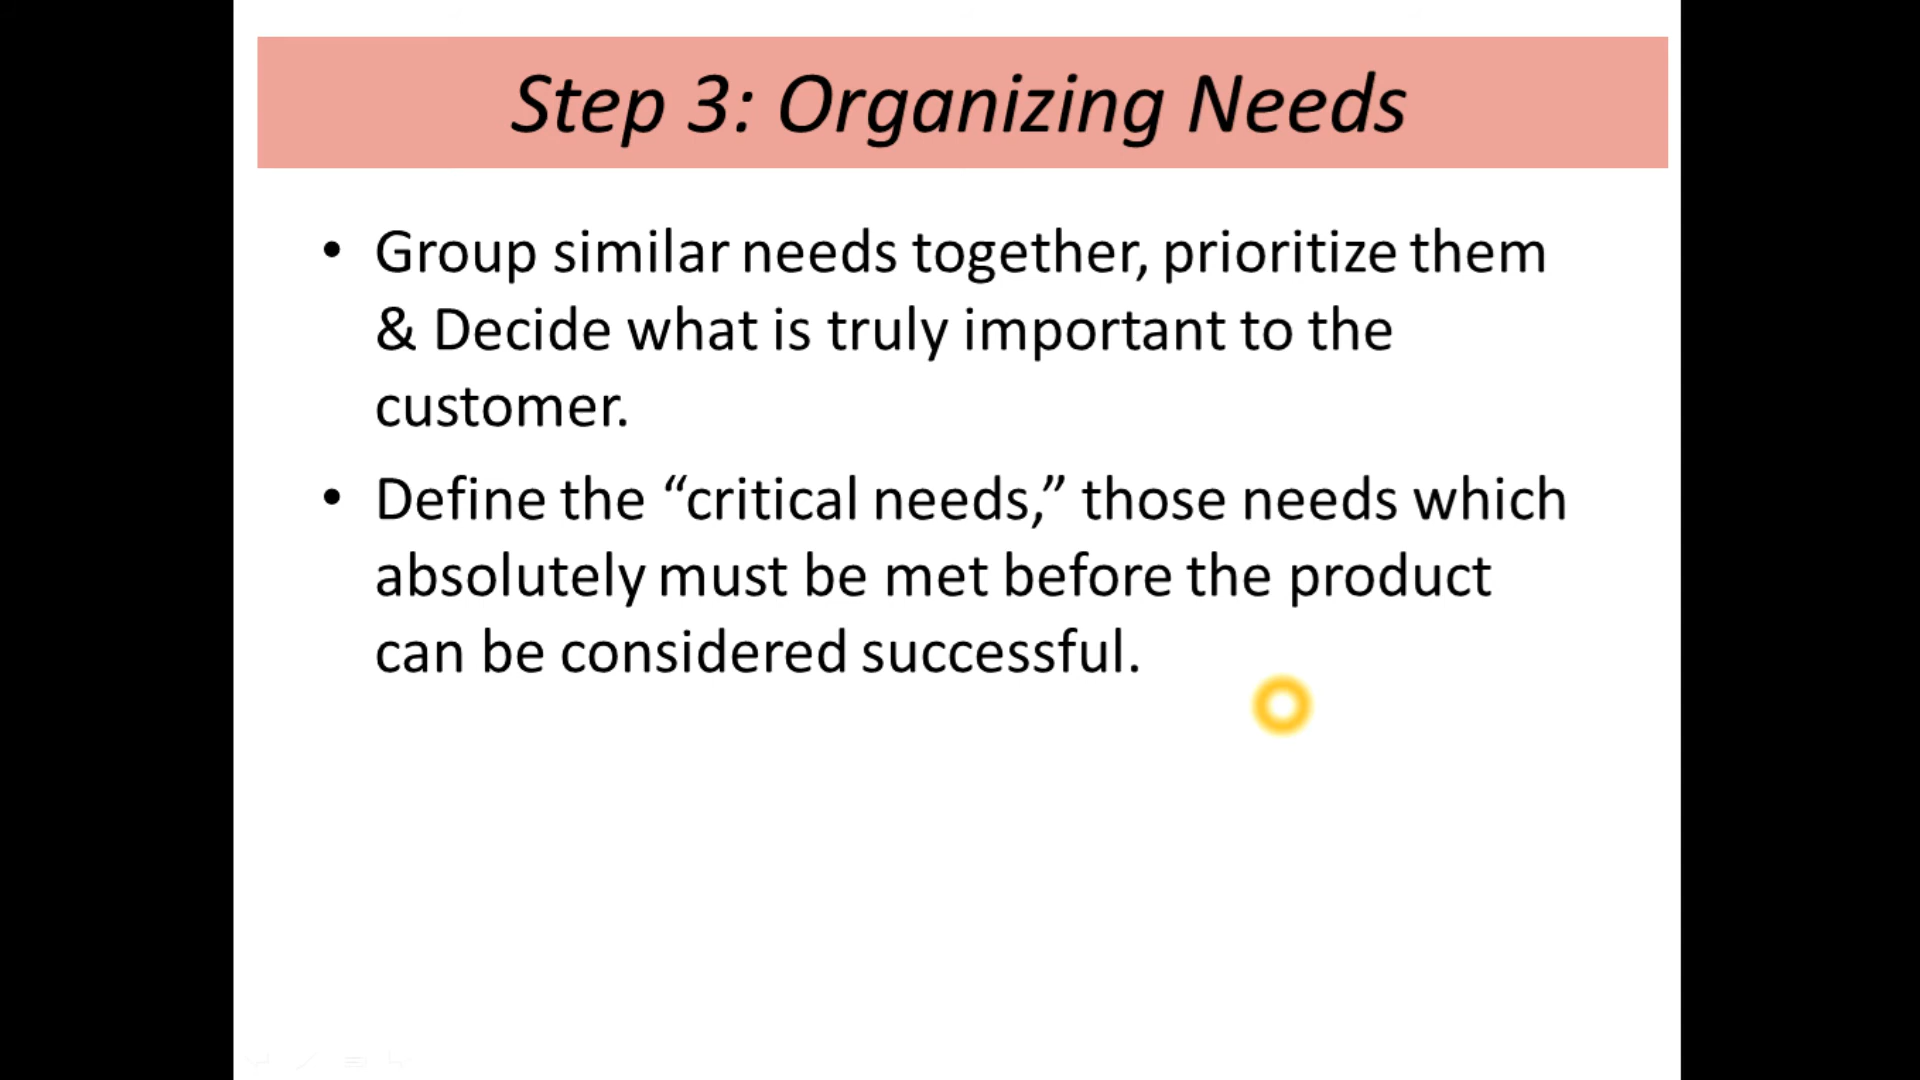 Step 3: Organizing Needs
• Group similar needs together, prioritize them
& Decide what is truly important to the
customer.
• Define the “critical needs,” those needs which
absolutely must be met before the product
can be considered successful.